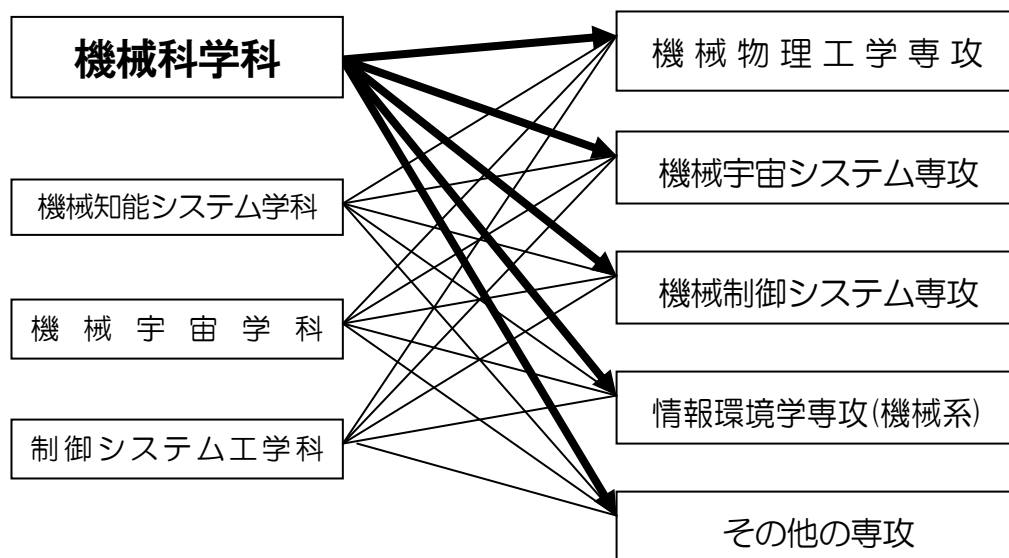 機械科学科
機械知能システム学科
機械宇宙学科
制御システム工学科
機械物理工学専攻
機械宇宙システム専攻
機械制御システム専攻
情報環境学専攻(機械系)
その他の専攻